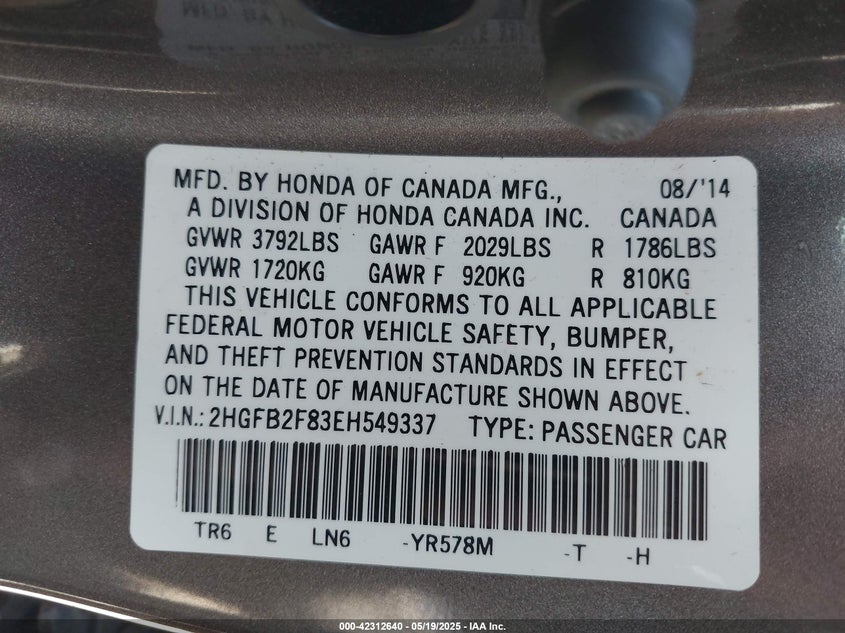 MFD. BY HONDA OF CANADA MFG., 08/'14
A DIVISION OF HONDA CANADA INC. CANADA
GVWR 3792LBS GAWR F 2029LBS R 1786LBS
GVWR 1720KG GAWR F 920KG R 810KG
THIS VEHICLE CONFORMS TO ALL APPLICABLE
FEDERAL MOTOR VEHICLE SAFETY, BUMPER,
AND THEFT PREVENTION STANDARDS IN EFFECT
ON THE DATE OF MANUFACTURE SHOWN ABOVE.
V.I.N.: 2HGFB2F83EH549337 TYPE: PASSENGER CAR
TR6 E LN6 -YR578M -T -H
000-42312640 - 05/19/2025 - IAA Inc.